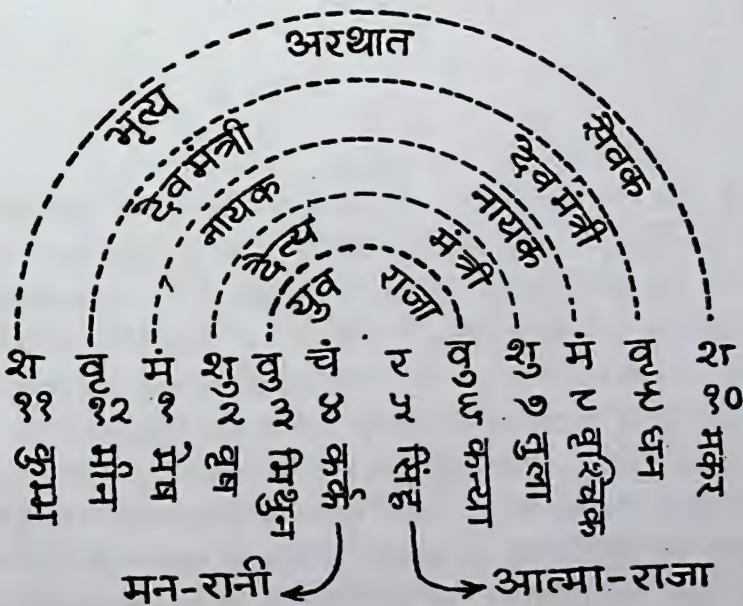 अरथात
भृत्य सेवक
देव मंत्री देव मंत्री
नायक नायक
दैत्य मंत्री
युव राजा
श वृ मं शु वु चं र वु शु मं वृ श
११ १२ १ २ ३ ४ ५ ६ ७ ८ ९ १०
कुम्भ मीन मेष वृष मिथुन कर्क सिंह कन्या तुला वृश्चिक धन मकर
मन-रानी आत्मा-राजा